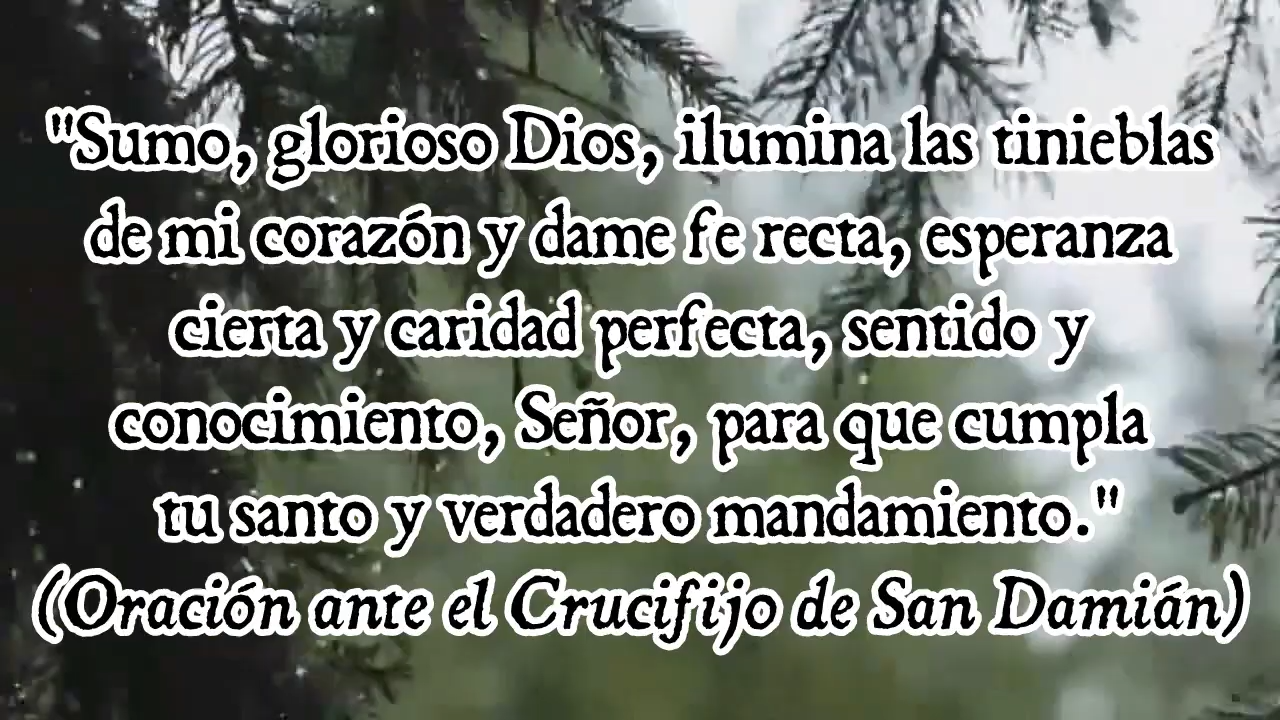 "Sumo, glorioso Dios, ilumina las tinieblas
de mi corazón y dame fe recta, esperanza
cierta y caridad perfecta, sentido y
conocimiento, Señor, para que cumpla
tu santo y verdadero mandamiento."
(Oración ante el Crucifijo de San Damián)